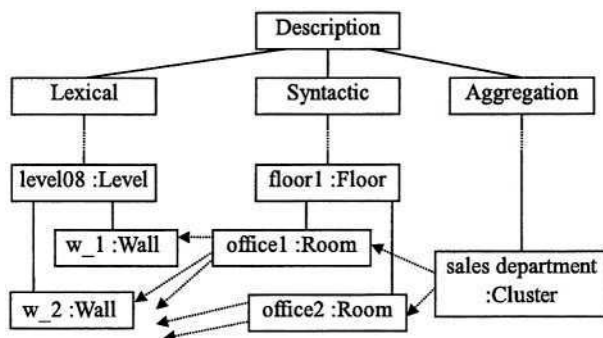 Description
Lexical
Syntactic
Aggregation
level08 :Level
floor1 :Floor
w_1 :Wall
office1 :Room
sales department
:Cluster
w_2 :Wall
office2 :Room